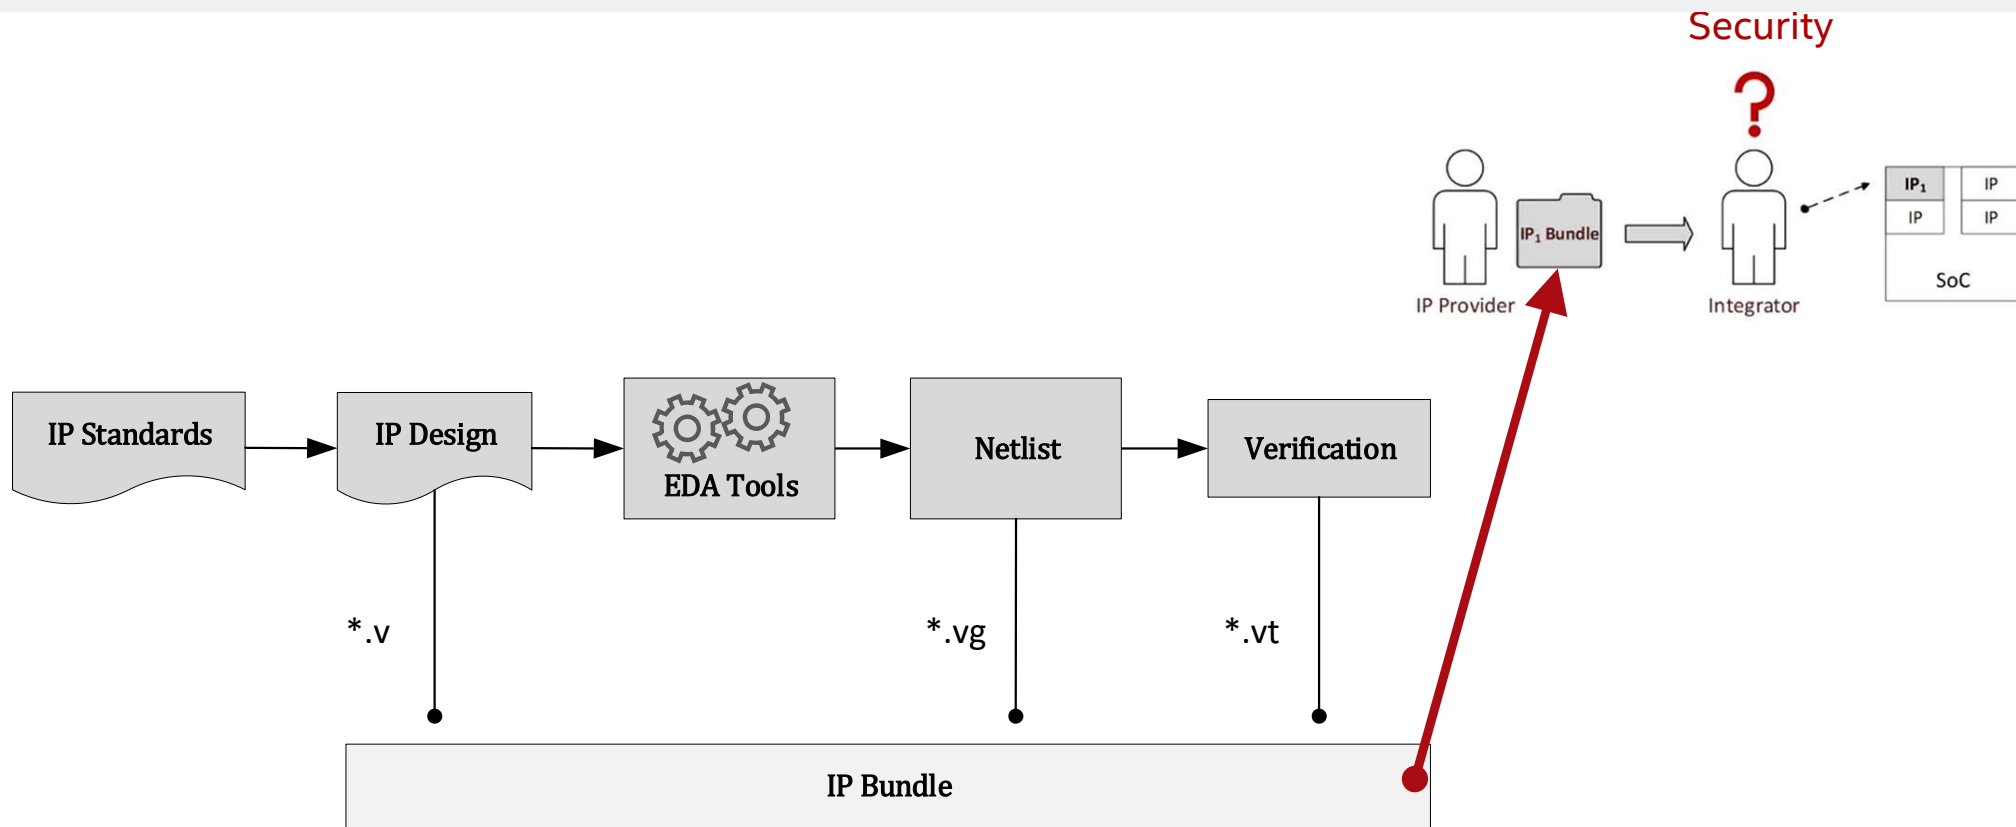 Security
?
IP₁ IP
IP₁ Bundle
IP IP
SoC
IP Provider
Integrator
IP Standards
IP Design
EDA Tools
Netlist
Verification
*.v
*.vg
*.vt
IP Bundle